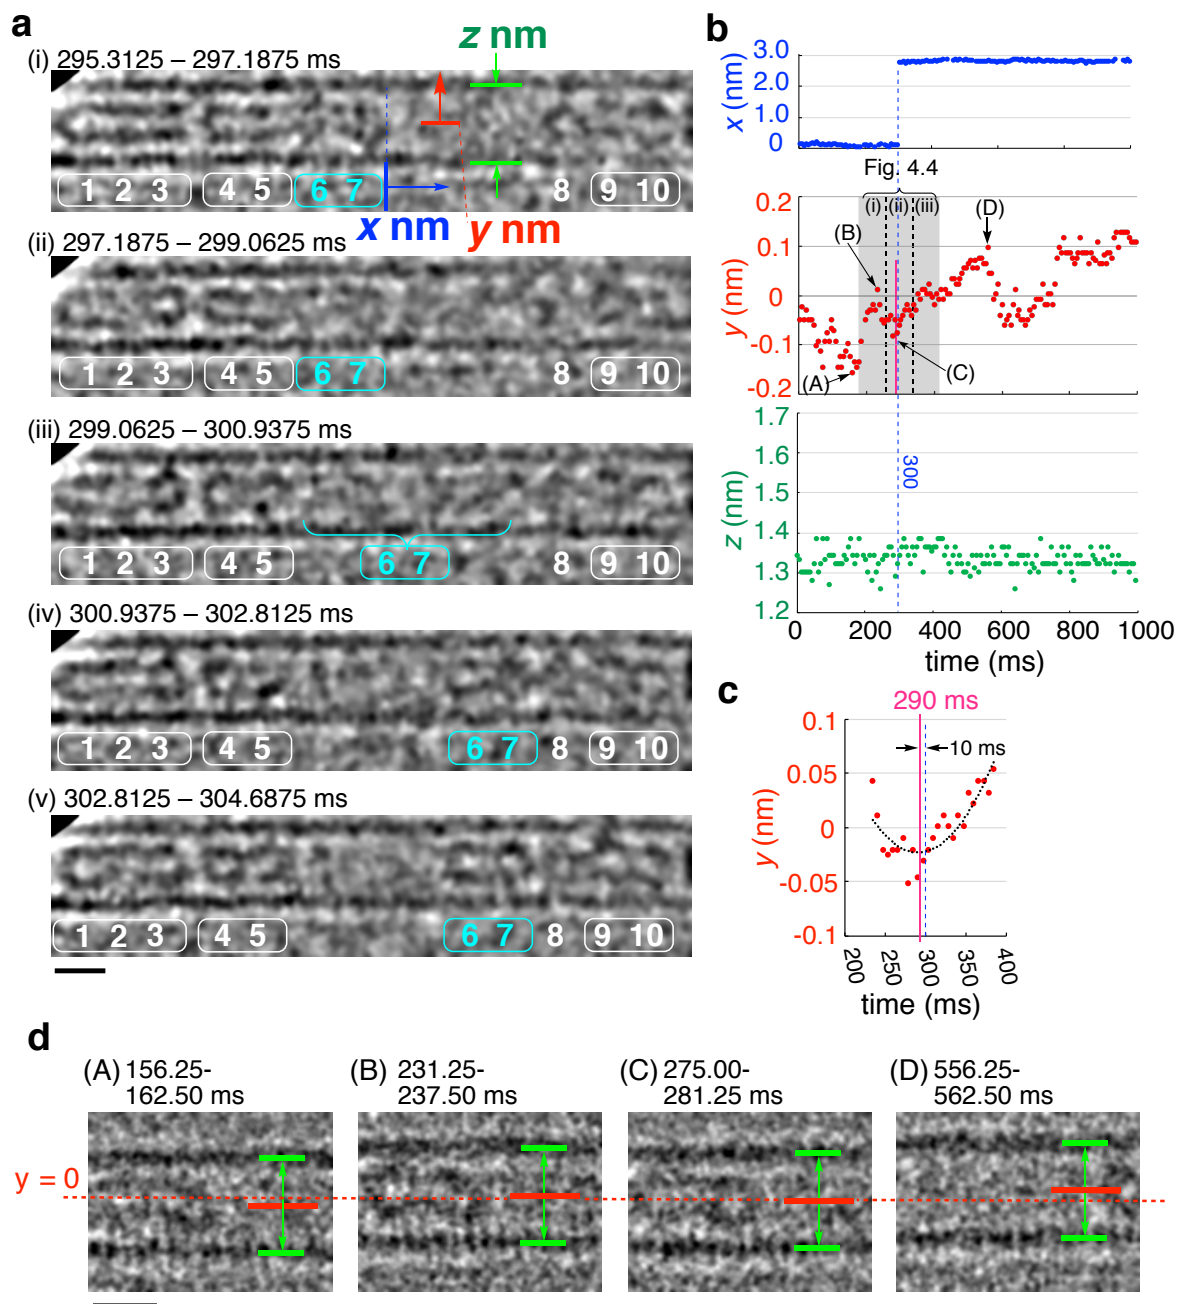 a
(i) 295.3125 – 297.1875 ms
z nm
1 2 3 4 5 6 7 8 9 10
x nm y nm
(ii) 297.1875 – 299.0625 ms
1 2 3 4 5 6 7 8 9 10
(iii) 299.0625 – 300.9375 ms
1 2 3 4 5 6 7 8 9 10
(iv) 300.9375 – 302.8125 ms
1 2 3 4 5 6 7 8 9 10
(v) 302.8125 – 304.6875 ms
1 2 3 4 5 6 7 8 9 10
b
x (nm)
3.0
2.0
1.0
0
Fig. 4.4
(i) (ii) (iii)
y (nm)
0.2
0.1
0
-0.1
-0.2
(A)
(B)
(C)
(D)
z (nm)
1.7
1.6
1.5
1.4
1.3
1.2
300
0 200 400 600 800 1000
time (ms)
c
290 ms
10 ms
y (nm)
0.1
0.05
0
-0.05
-0.1
200 250 300 350 400
time (ms)
d
(A) 156.25-
162.50 ms
(B) 231.25-
237.50 ms
(C) 275.00-
281.25 ms
(D) 556.25-
562.50 ms
y = 0